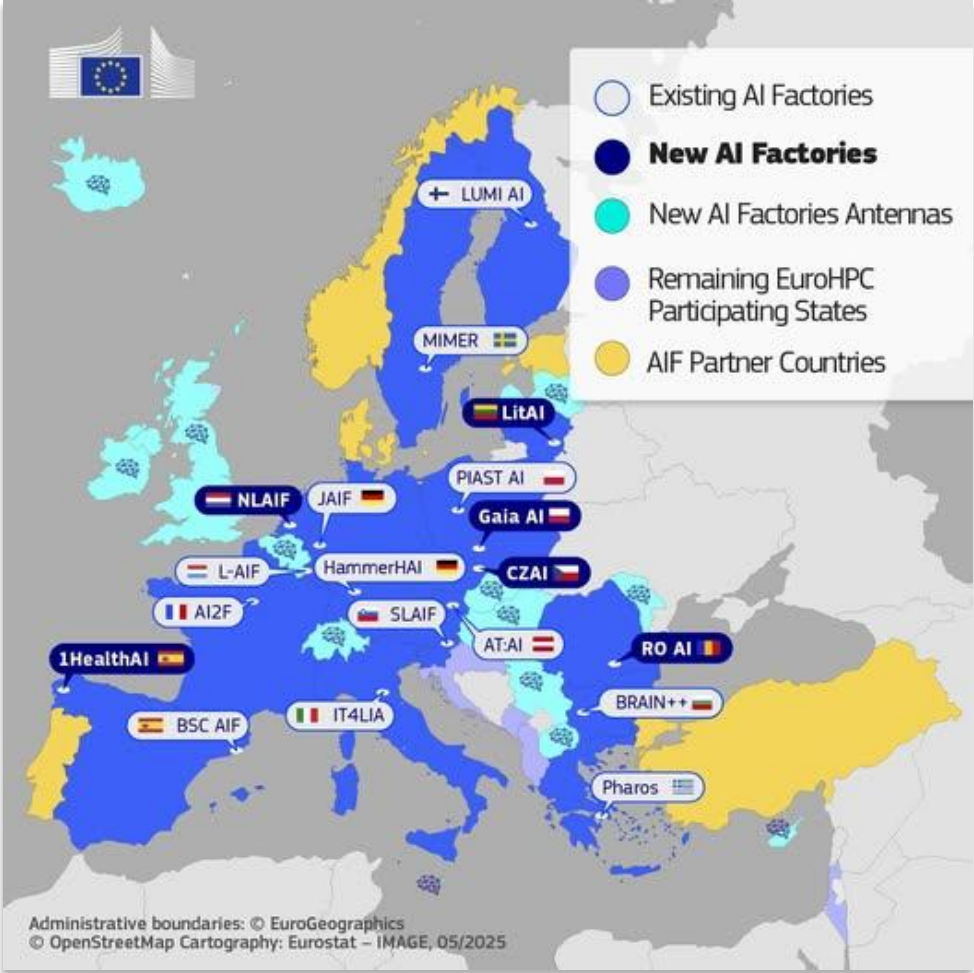 Existing AI Factories
New AI Factories
New AI Factories Antennas
Remaining EuroHPC
Participating States
AIF Partner Countries
LUMI AI
MIMER
LitAI
PIAST AI
NLAIF
JAIF
Gaia AI
L-AIF
HammerHAI
CZAI
AI2F
SLAIF
AT:AI
1HealthAI
RO AI
BRAIN++
BSC AIF
IT4LIA
Pharos
Administrative boundaries: © EuroGeographics
© OpenStreetMap Cartography: Eurostat – IMAGE, 05/2025